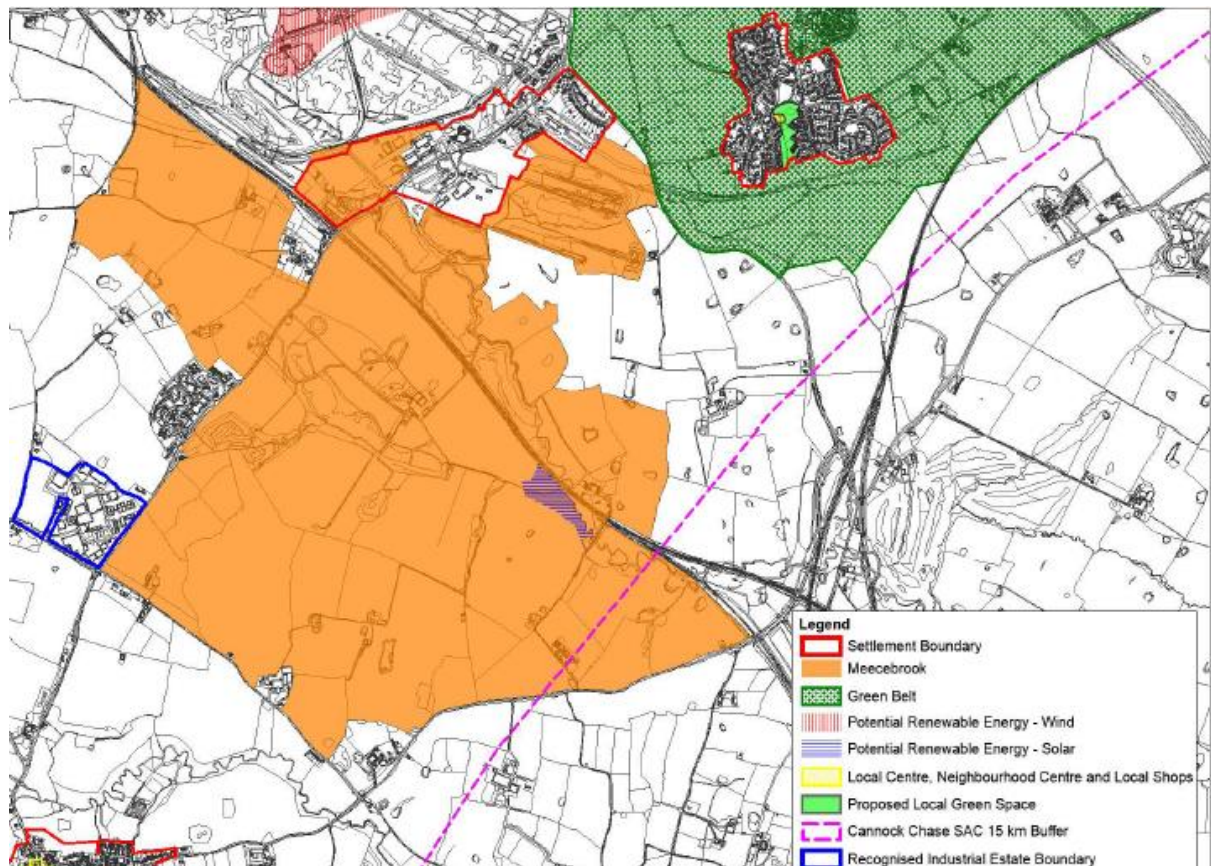 Legend
Settlement Boundary
Meecebrook
Green Belt
Potential Renewable Energy - Wind
Potential Renewable Energy - Solar
Local Centre, Neighbourhood Centre and Local Shops
Proposed Local Green Space
Cannock Chase SAC 15 km Buffer
Recognised Industrial Estate Boundary